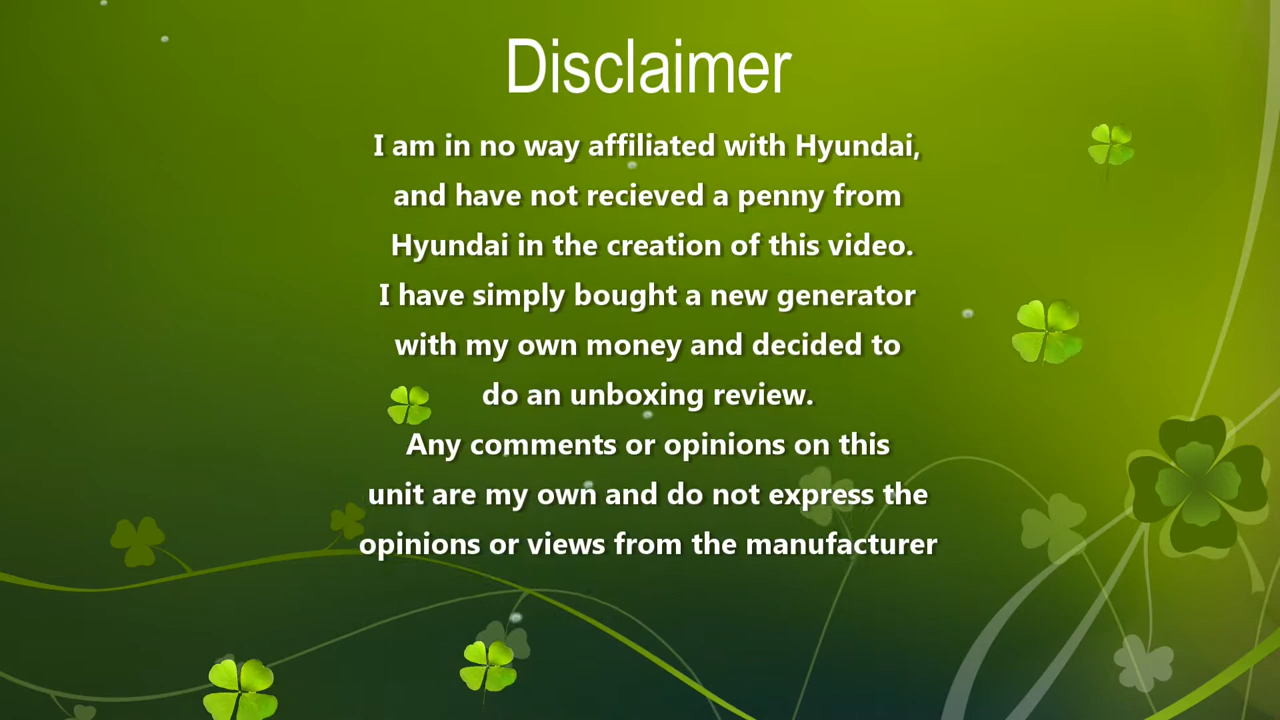 Disclaimer
I am in no way affiliated with Hyundai,
and have not recieved a penny from
Hyundai in the creation of this video.
I have simply bought a new generator
with my own money and decided to
do an unboxing review.
Any comments or opinions on this
unit are my own and do not express the
opinions or views from the manufacturer